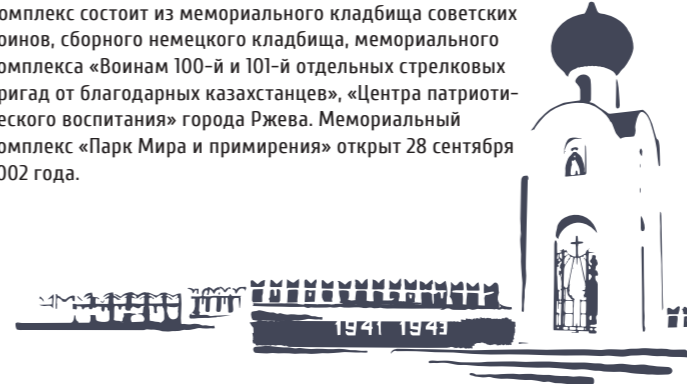 омплекс состоит из мемориального кладбища советских
оинов, сборного немецкого кладбища, мемориального
омплекса «Воинам 100-й и 101-й отдельных стрелковых
ригад от благодарных казахстанцев», «Центра патриоти-
еского воспитания» города Ржева. Мемориальный
омплекс «Парк Мира и примирения» открыт 28 сентября
002 года.
1941 1943